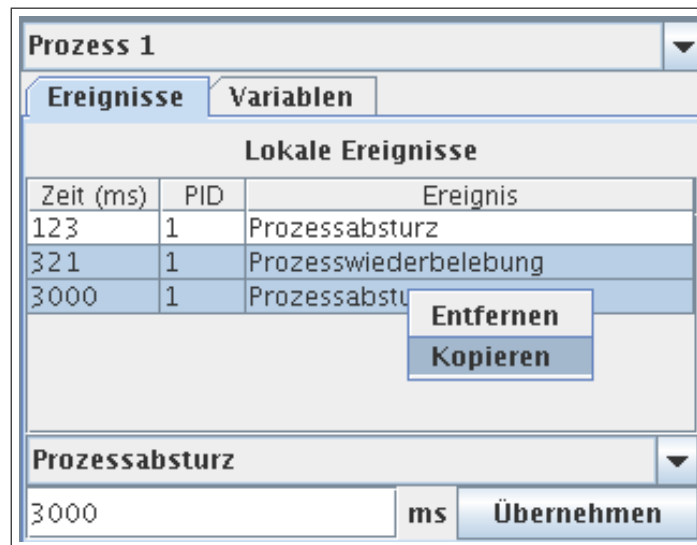 Prozess 1
Ereignisse Variablen
Lokale Ereignisse
Zeit (ms) PID Ereignis
123 1 Prozessabsturz
321 1 Prozesswiederbelebung
3000 1 Prozessabstu
Entfernen
Kopieren
Prozessabsturz
3000 ms Übernehmen